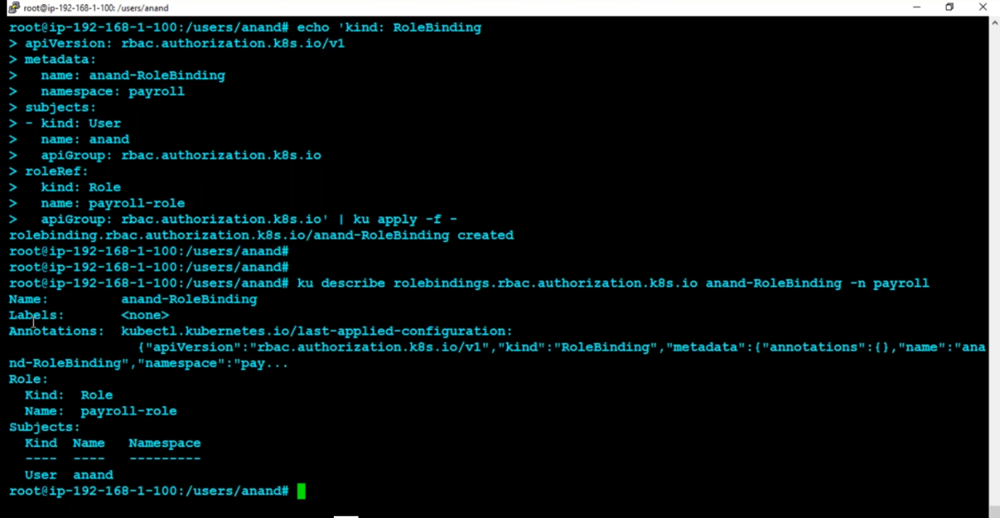 root@ip-192-168-1-100: /users/anand
root@ip-192-168-1-100:/users/anand# echo 'kind: RoleBinding
> apiVersion: rbac.authorization.k8s.io/v1
> metadata:
>   name: anand-RoleBinding
>   namespace: payroll
> subjects:
> - kind: User
>   name: anand
>   apiGroup: rbac.authorization.k8s.io
> roleRef:
>   kind: Role
>   name: payroll-role
>   apiGroup: rbac.authorization.k8s.io' | ku apply -f -
rolebinding.rbac.authorization.k8s.io/anand-RoleBinding created
root@ip-192-168-1-100:/users/anand#
root@ip-192-168-1-100:/users/anand#
root@ip-192-168-1-100:/users/anand# ku describe rolebindings.rbac.authorization.k8s.io anand-RoleBinding -n payroll
Name:         anand-RoleBinding
Labels:       <none>
Annotations:  kubectl.kubernetes.io/last-applied-configuration:
                {"apiVersion":"rbac.authorization.k8s.io/v1","kind":"RoleBinding","metadata":{"annotations":{},"name":"ana
nd-RoleBinding","namespace":"pay...
Role:
  Kind:  Role
  Name:  payroll-role
Subjects:
  Kind  Name   Namespace
  ----  ----   ---------
  User  anand
root@ip-192-168-1-100:/users/anand#